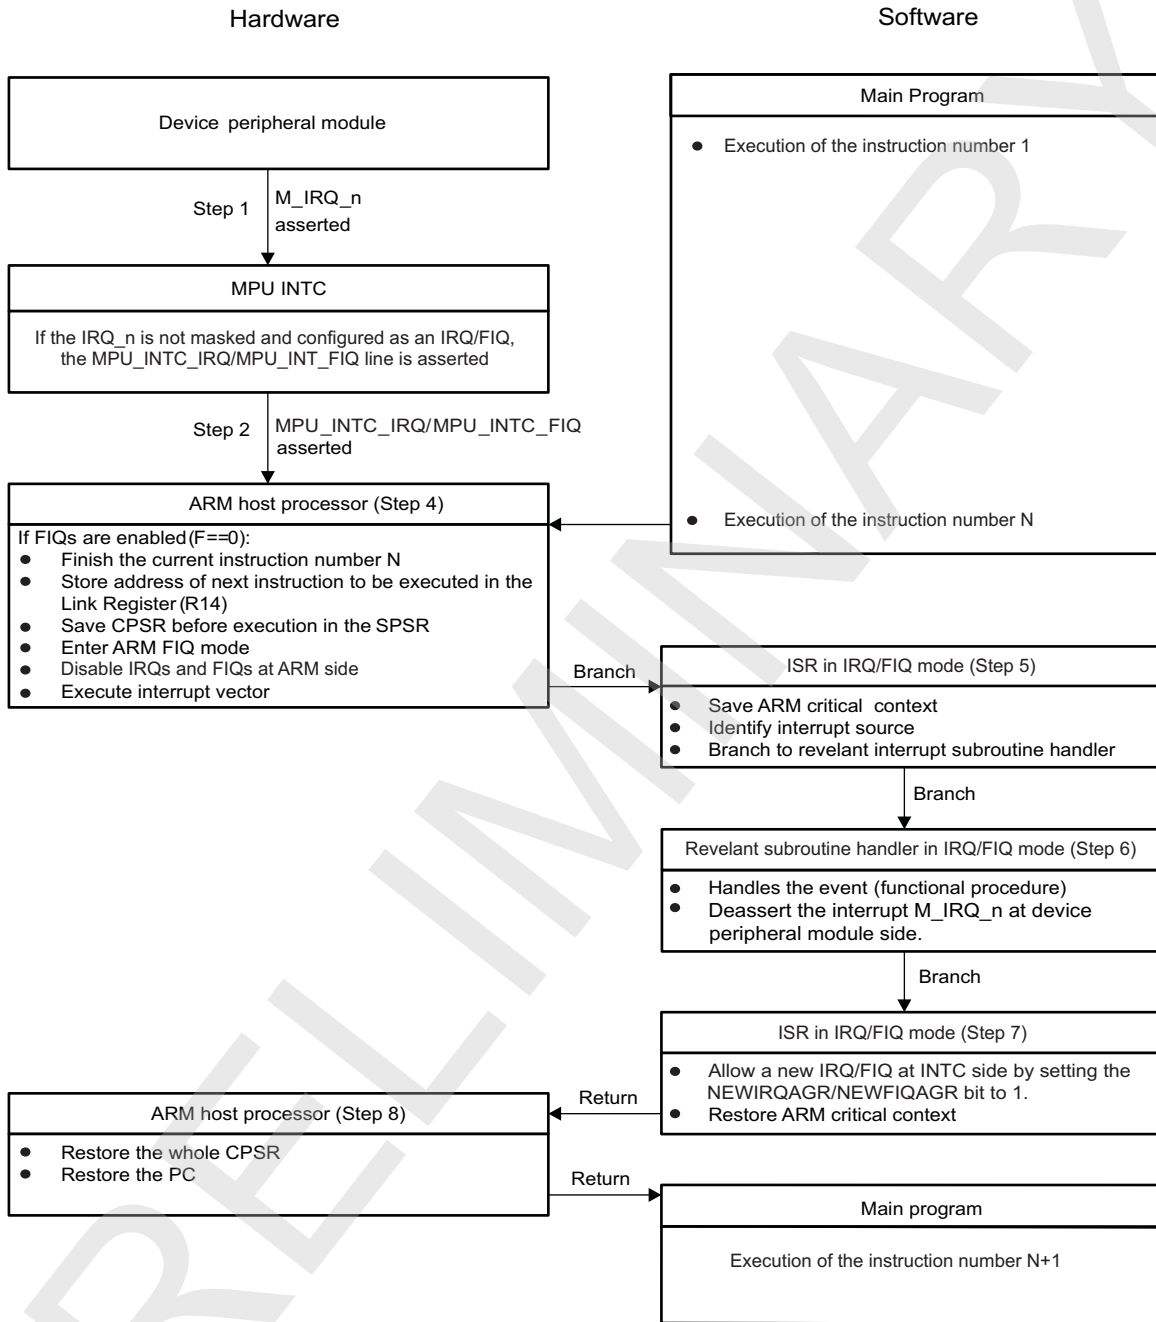 Hardware
Software
Device peripheral module
Main Program
● Execution of the instruction number 1
Step 1
M_IRQ_n
asserted
MPU INTC
If the IRQ_n is not masked and configured as an IRQ/FIQ,
the MPU_INTC_IRQ/MPU_INT_FIQ line is asserted
Step 2
MPU_INTC_IRQ/MPU_INTC_FIQ
asserted
● Execution of the instruction number N
ARM host processor (Step 4)
If FIQs are enabled (F==0):
● Finish the current instruction number N
● Store address of next instruction to be executed in the
Link Register (R14)
● Save CPSR before execution in the SPSR
● Enter ARM FIQ mode
● Disable IRQs and FIQs at ARM side
● Execute interrupt vector
Branch
ISR in IRQ/FIQ mode (Step 5)
● Save ARM critical context
● Identify interrupt source
● Branch to revelant interrupt subroutine handler
Branch
Revelant subroutine handler in IRQ/FIQ mode (Step 6)
● Handles the event (functional procedure)
● Deassert the interrupt M_IRQ_n at device
peripheral module side.
Branch
ISR in IRQ/FIQ mode (Step 7)
● Allow a new IRQ/FIQ at INTC side by setting the
NEWIRQAGR/NEWFIQAGR bit to 1.
● Restore ARM critical context
Return
ARM host processor (Step 8)
● Restore the whole CPSR
● Restore the PC
Return
Main program
Execution of the instruction number N+1
RELIMINARY